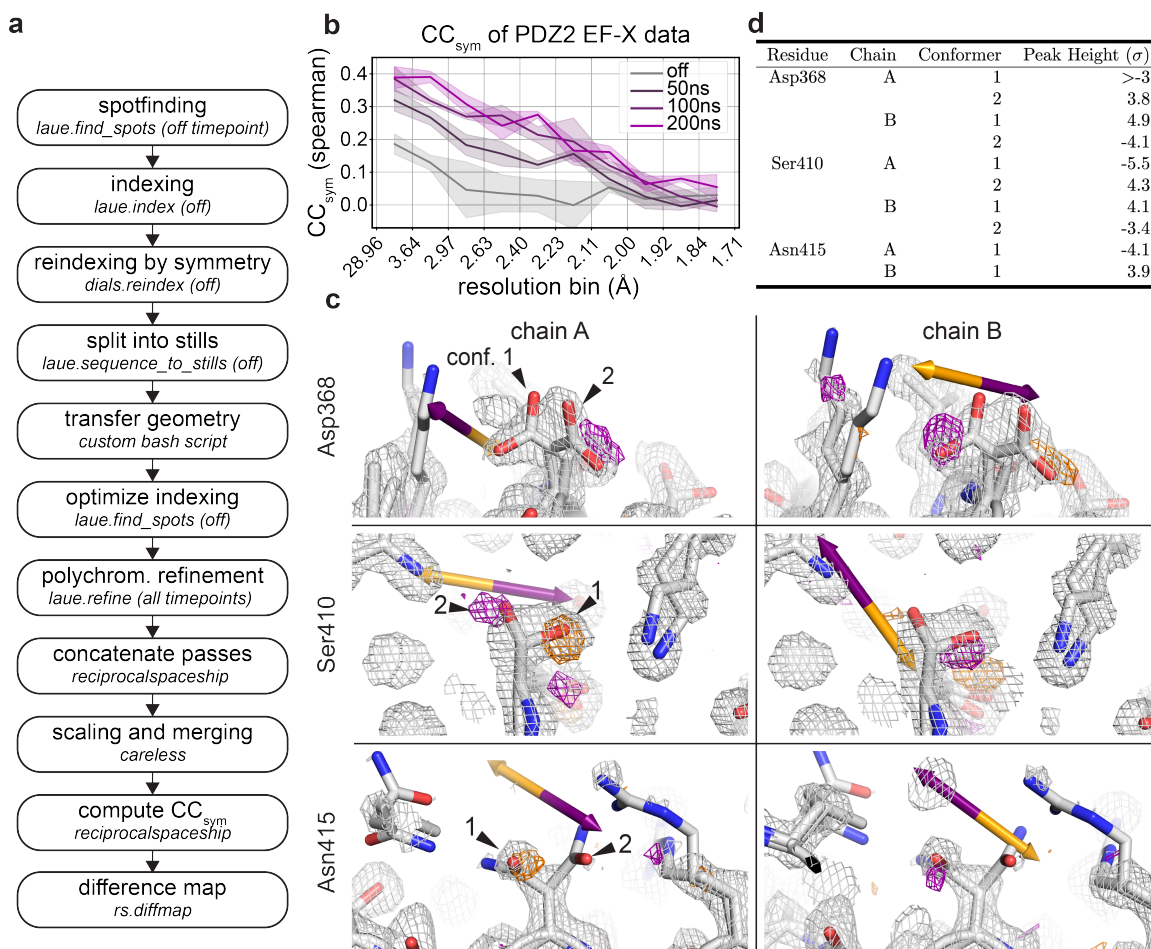 a
spotfinding
laue.find_spots (off timepoint)
indexing
laue.index (off)
reindexing by symmetry
dials.reindex (off)
split into stills
laue.sequence_to_stills (off)
transfer geometry
custom bash script
optimize indexing
laue.find_spots (off)
polychrom. refinement
laue.refine (all timepoints)
concatenate passes
reciprocalspaceship
scaling and merging
careless
compute CCsym
reciprocalspaceship
difference map
rs.diffmap
b
CCsym of PDZ2 EF-X data
CCsym (spearman)
0.4
0.3
0.2
0.1
0.0
off
50ns
100ns
200ns
28.96
3.64
2.97
2.63
2.40
2.23
2.11
2.00
1.92
1.84
1.71
resolution bin (Å)
d
Residue Chain Conformer Peak Height (σ)
Asp368 A 1 >-3
2 3.8
B 1 4.9
2 -4.1
Ser410 A 1 -5.5
2 4.3
B 1 4.1
2 -3.4
Asn415 A 1 -4.1
B 1 3.9
c
chain A
chain B
Asp368
conf. 1
2
Ser410
2
1
Asn415
1
2